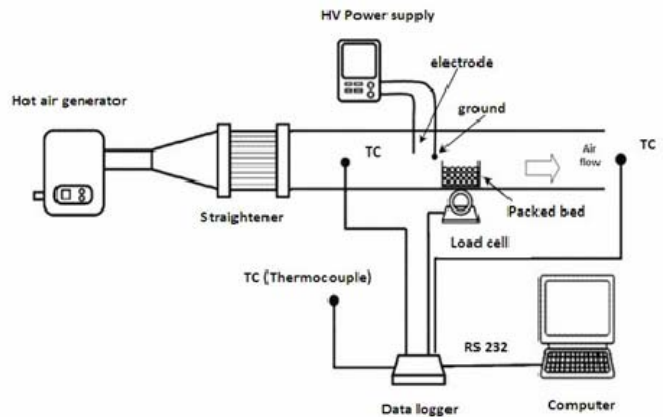 HV Power supply
electrode
ground
Hot air generator
TC
Air
flow
TC
Straightener
Packed bed
Load cell
TC (Thermocouple)
RS 232
Data logger
Computer